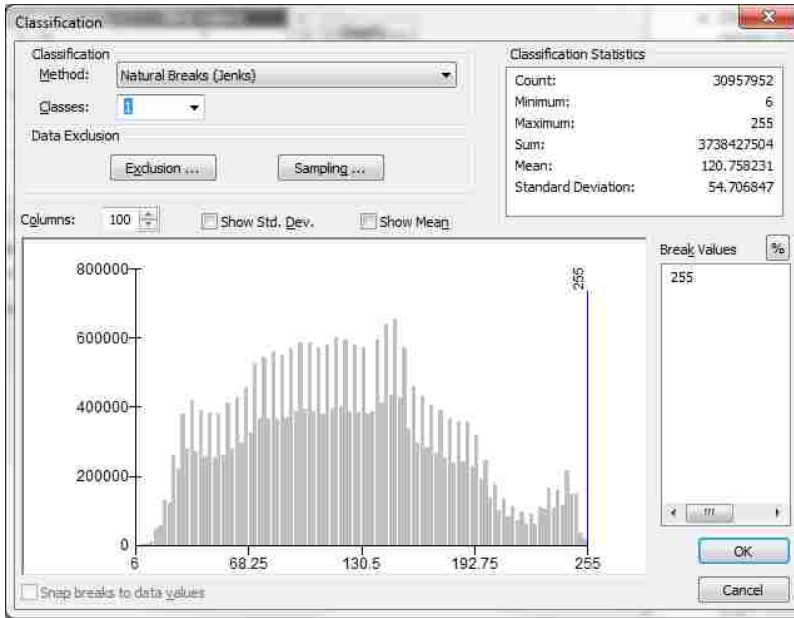 Classification
Classification
Method: Natural Breaks (Jenks)
Classes: 1
Data Exclusion
Exclusion ... Sampling ...
Classification Statistics
Count: 30957952
Minimum: 6
Maximum: 255
Sum: 3738427504
Mean: 120.758231
Standard Deviation: 54.706847
Columns: 100 Show Std. Dev. Show Mean
Break Values %
255
800000
600000
400000
200000
0
255
6 68.25 130.5 192.75 255
OK
Cancel
Snap breaks to data values